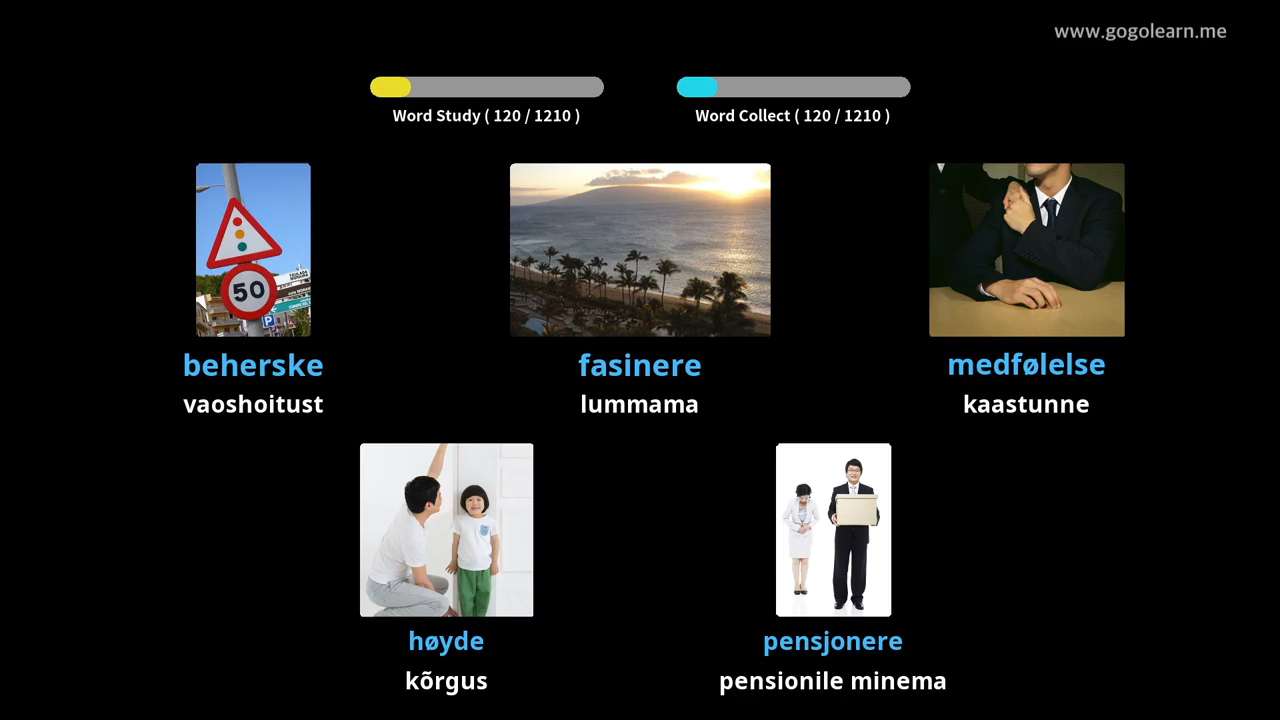 www.gogolearn.me
Word Study ( 120 / 1210 )
Word Collect ( 120 / 1210 )
50
P
beherske
fasinere
medfølelse
vaoshoitust
lummama
kaastunne
høyde
pensjonere
kõrgus
pensionile minema